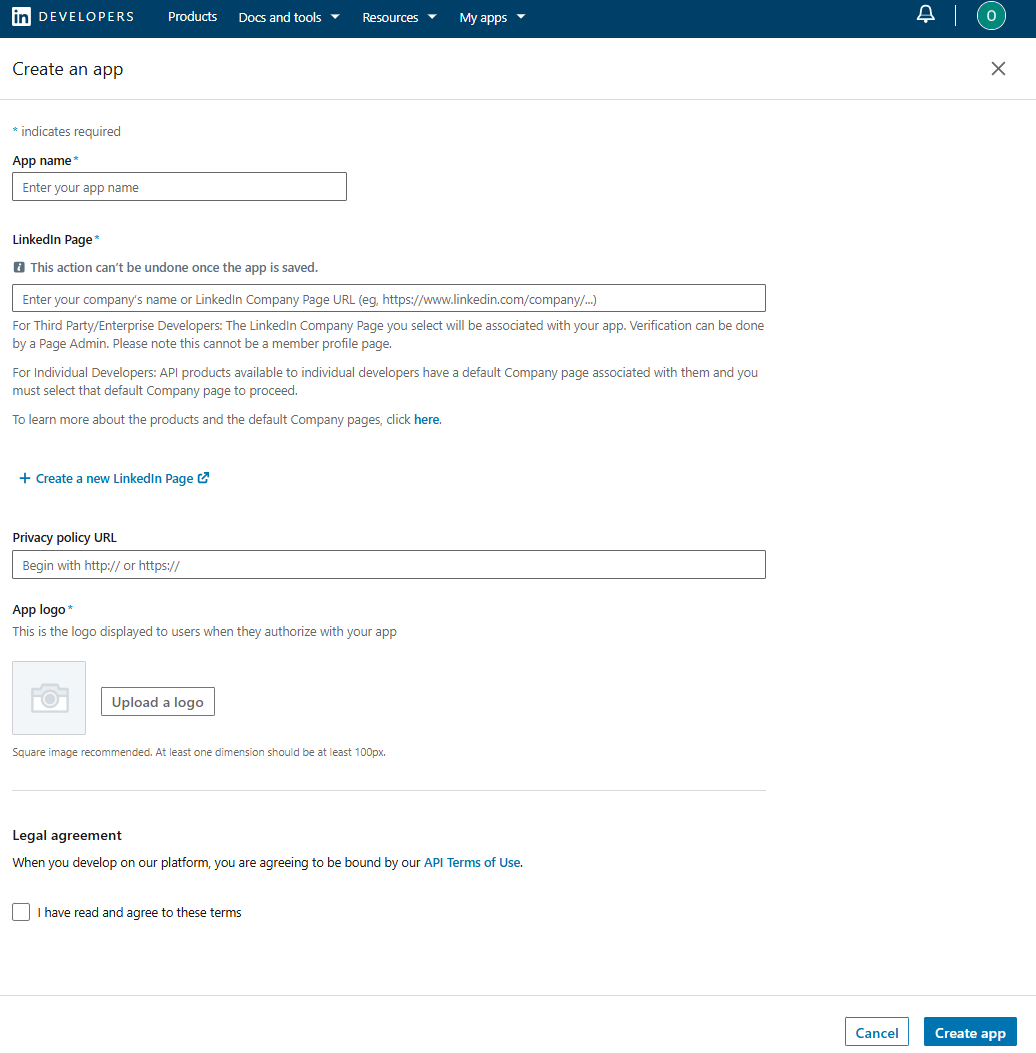 in DEVELOPERS Products Docs and tools Resources My apps O
Create an app
* indicates required
App name*
Enter your app name
LinkedIn Page*
This action can't be undone once the app is saved.
Enter your company's name or LinkedIn Company Page URL (eg, https://www.linkedin.com/company/...)
For Third Party/Enterprise Developers: The LinkedIn Company Page you select will be associated with your app. Verification can be done
by a Page Admin. Please note this cannot be a member profile page.
For Individual Developers: API products available to individual developers have a default Company page associated with them and you
must select that default Company page to proceed.
To learn more about the products and the default Company pages, click here.
+ Create a new LinkedIn Page
Privacy policy URL
Begin with http:// or https://
App logo*
This is the logo displayed to users when they authorize with your app
Upload a logo
Square image recommended. At least one dimension should be at least 100px.
Legal agreement
When you develop on our platform, you are agreeing to be bound by our API Terms of Use.
I have read and agree to these terms
Cancel Create app